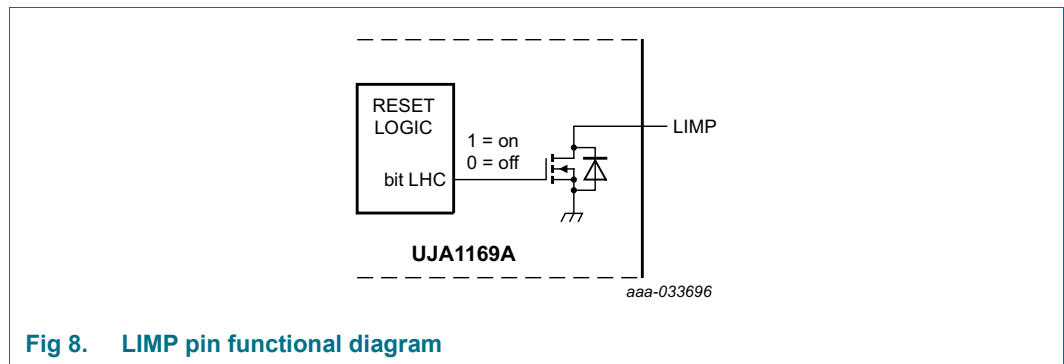 RESET
LOGIC
1 = on
0 = off
bit LHC
LIMP
UJA1169A
aaa-033696
Fig 8. LIMP pin functional diagram